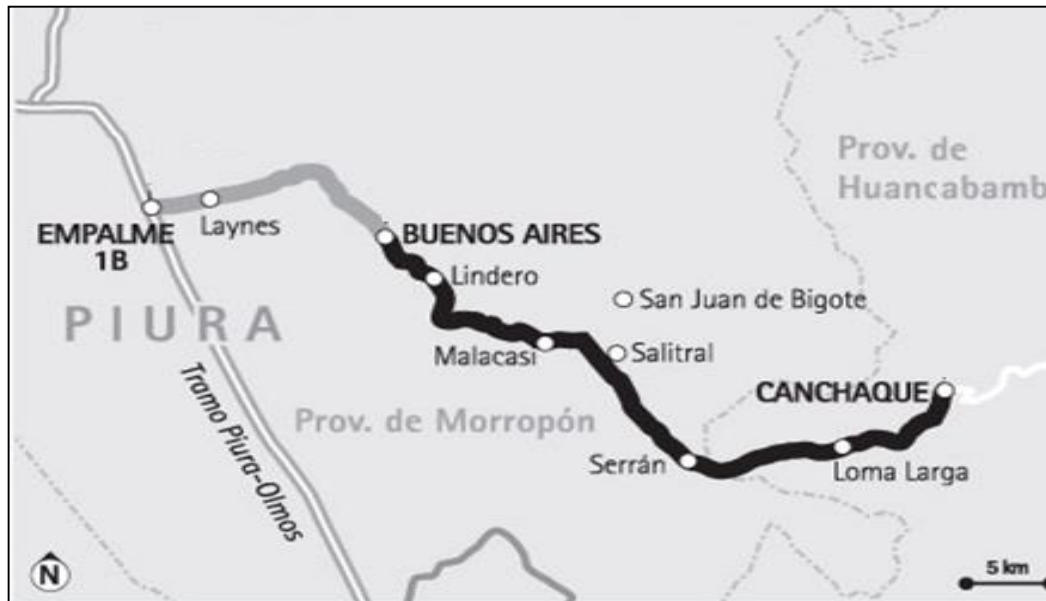 Prov. de
Huancabamb
EMPALME
1B
Laynes
BUENOS AIRES
Lindero
San Juan de Bigote
PIURA
Malacasi
Salitral
CANCHAQUE
Tramo Piura-Olmos
Prov. de Morropón
Serrán
Loma Larga
N
5 km